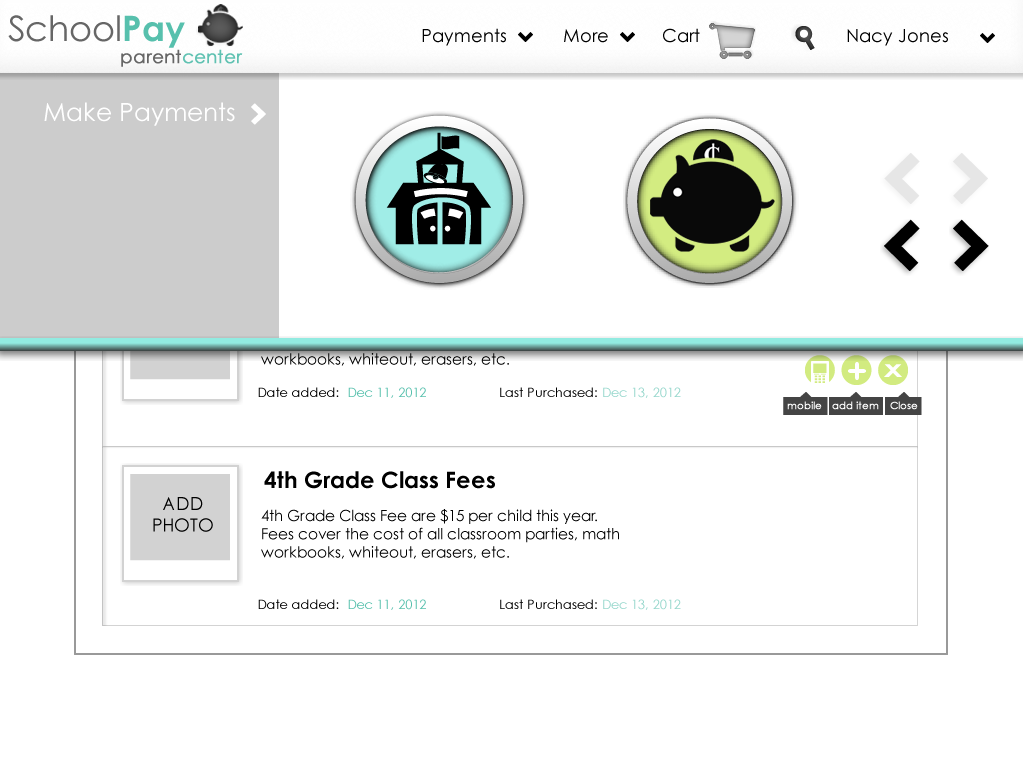 SchoolPay
parentcenter
Payments
More
Cart
Nacy Jones
Make Payments
workbooks, whiteout, erasers, etc.
Date added: Dec 11, 2012
Last Purchased: Dec 13, 2012
mobile
add item
Close
ADD
PHOTO
4th Grade Class Fees
4th Grade Class Fee are $15 per child this year.
Fees cover the cost of all classroom parties, math
workbooks, whiteout, erasers, etc.
Date added: Dec 11, 2012
Last Purchased: Dec 13, 2012